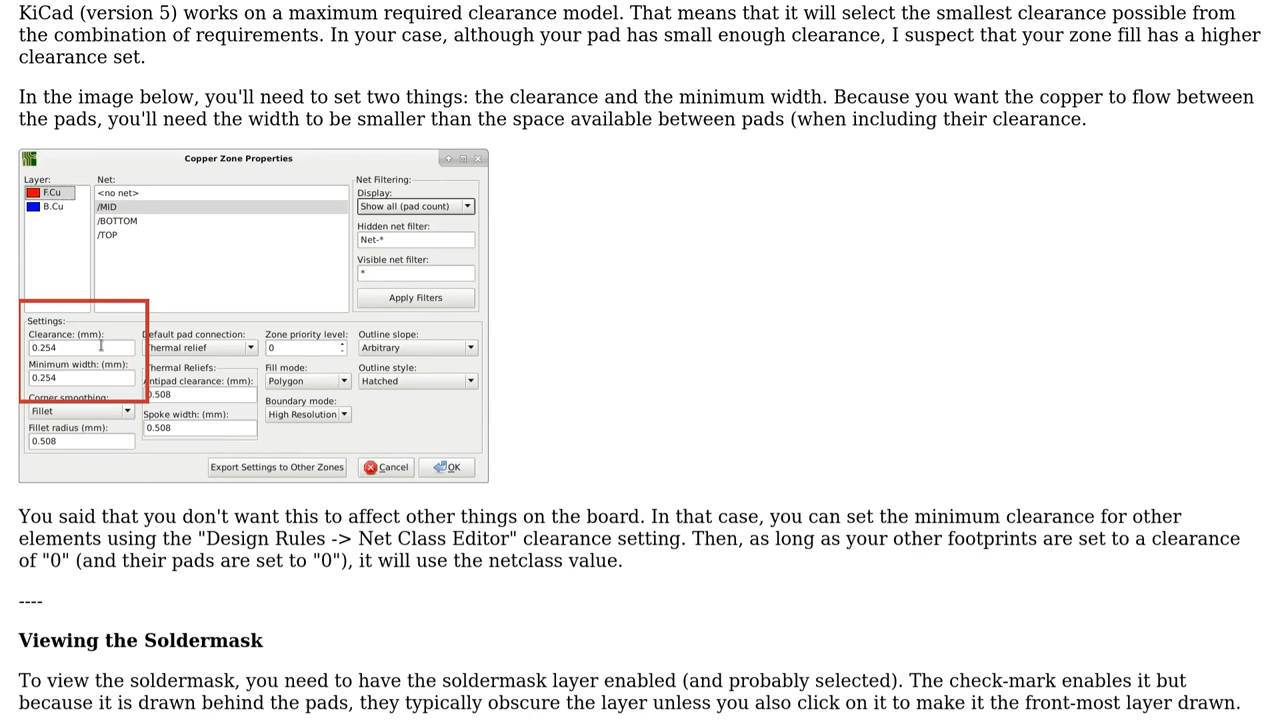 KiCad (version 5) works on a maximum required clearance model. That means that it will select the smallest clearance possible from
the combination of requirements. In your case, although your pad has small enough clearance, I suspect that your zone fill has a higher
clearance set.
In the image below, you'll need to set two things: the clearance and the minimum width. Because you want the copper to flow between
the pads, you'll need the width to be smaller than the space available between pads (when including their clearance.
Copper Zone Properties
Layer:
F.Cu
B.Cu
Net:
<no net>
/MID
/BOTTOM
/TOP
Net Filtering:
Display:
Show all (pad count)
Hidden net filter:
Net-*
Visible net filter:
*
Apply Filters
Settings:
Clearance: (mm):
0.254
Minimum width: (mm):
0.254
Corner smoothing:
Fillet
Fillet radius (mm):
0.508
Default pad connection:
Thermal relief
Thermal Reliefs:
Antipad clearance: (mm):
0.508
Spoke width: (mm):
0.508
Zone priority level:
0
Fill mode:
Polygon
Boundary mode:
High Resolution
Outline slope:
Arbitrary
Outline style:
Hatched
Export Settings to Other Zones
Cancel
OK
You said that you don't want this to affect other things on the board. In that case, you can set the minimum clearance for other
elements using the "Design Rules -> Net Class Editor" clearance setting. Then, as long as your other footprints are set to a clearance
of "0" (and their pads are set to "0"), it will use the netclass value.
----
Viewing the Soldermask
To view the soldermask, you need to have the soldermask layer enabled (and probably selected). The check-mark enables it but
because it is drawn behind the pads, they typically obscure the layer unless you also click on it to make it the front-most layer drawn.